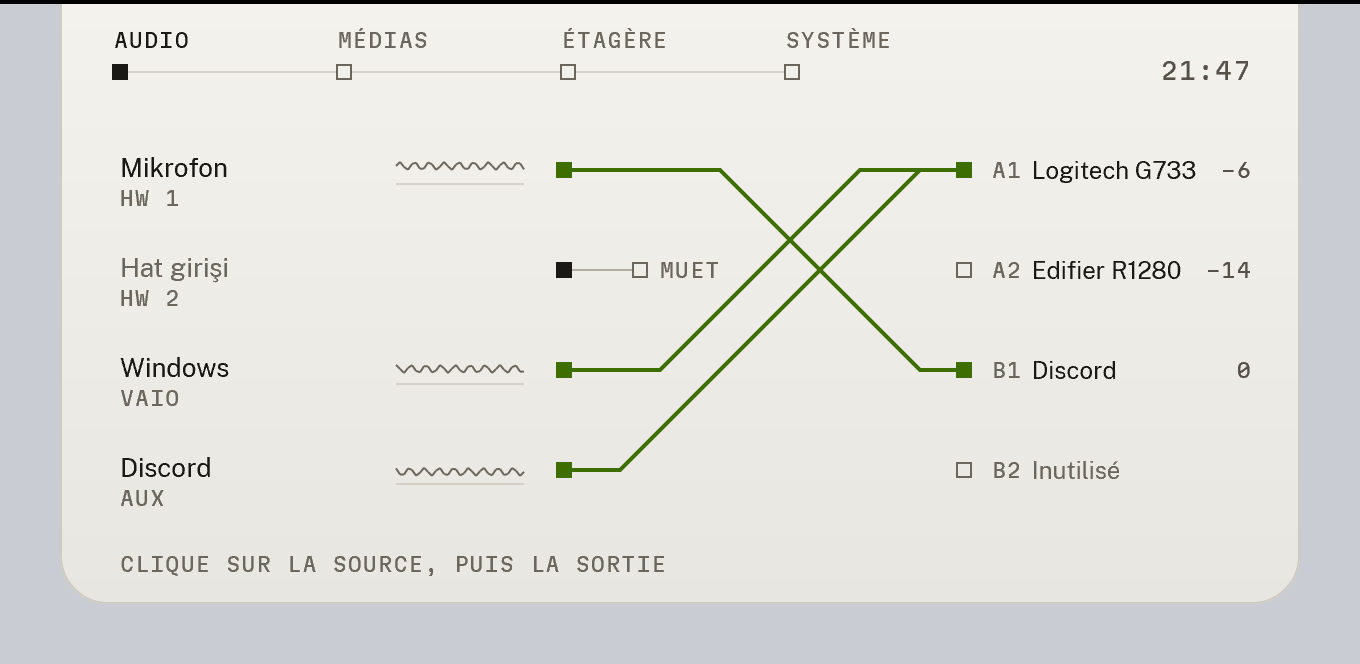 AUDIO MÉDIAS ÉTAGÈRE SYSTÈME
21:47
Mikrofon A1 Logitech G733 −6
HW 1
Hat girişi MUET A2 Edifier R1280 −14
HW 2
Windows B1 Discord 0
VAIO
Discord B2 Inutilisé
AUX
CLIQUE SUR LA SOURCE, PUIS LA SORTIE